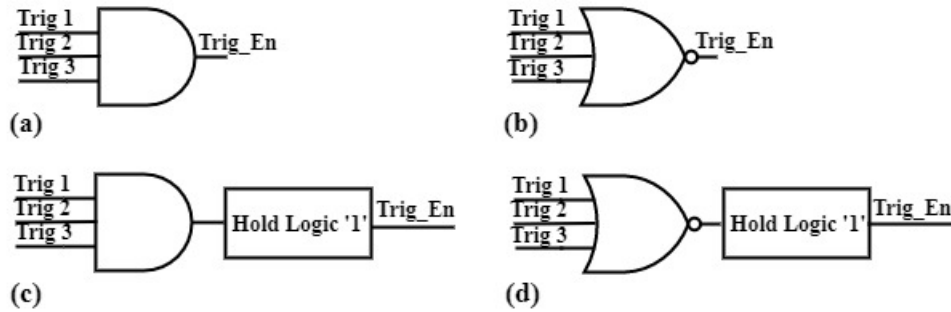 Trig 1
Trig 2
Trig 3
Trig_En
(a)
Trig 1
Trig 2
Trig 3
Trig_En
(b)
Trig 1
Trig 2
Trig 3
Hold Logic '1'
Trig_En
(c)
Trig 1
Trig 2
Trig 3
Hold Logic '1'
Trig_En
(d)